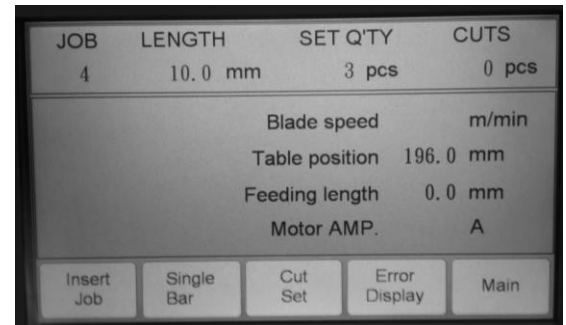 JOB LENGTH SET Q'TY CUTS
4 10.0 mm 3 pcs 0 pcs
Blade speed m/min
Table position 196.0 mm
Feeding length 0.0 mm
Motor AMP. A
Insert Job Single Bar Cut Set Error Display Main